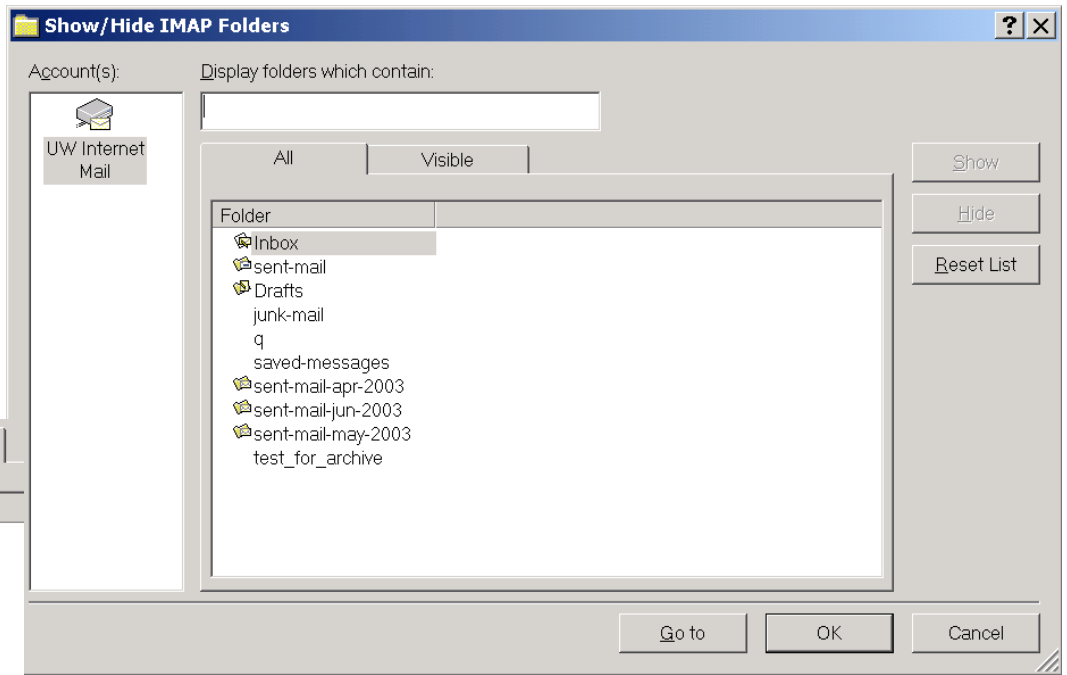 Show/Hide IMAP Folders
Account(s):
Display folders which contain:
UW Internet
Mail
All
Visible
Show
Hide
Reset List
Folder
Inbox
sent-mail
Drafts
junk-mail
q
saved-messages
sent-mail-apr-2003
sent-mail-jun-2003
sent-mail-may-2003
test_for_archive
Go to
OK
Cancel